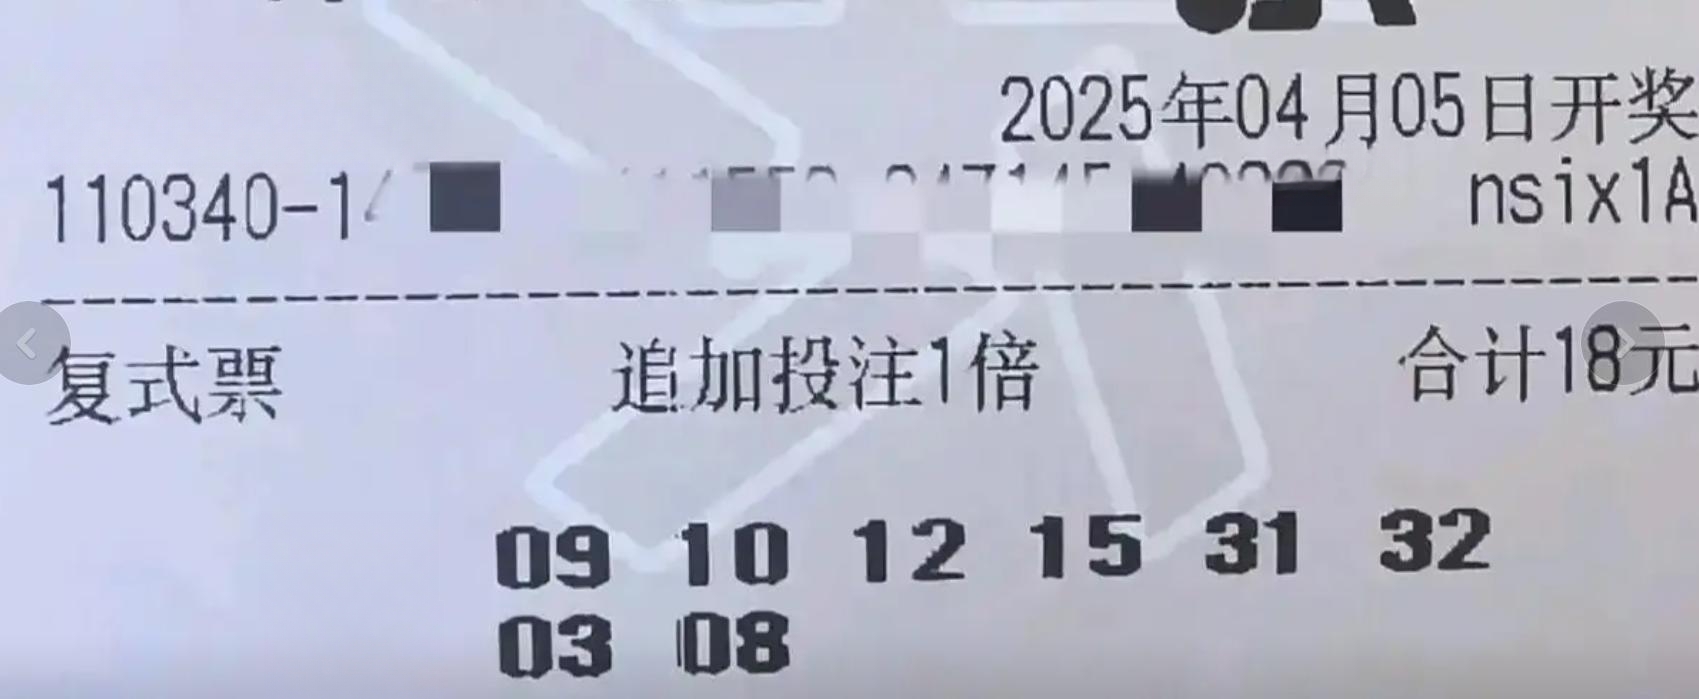 2025年04月05日开奖
110340-1 nsix1A
复式票 追加投注1倍 合计18元
09 10 12 15 31 32
03 08